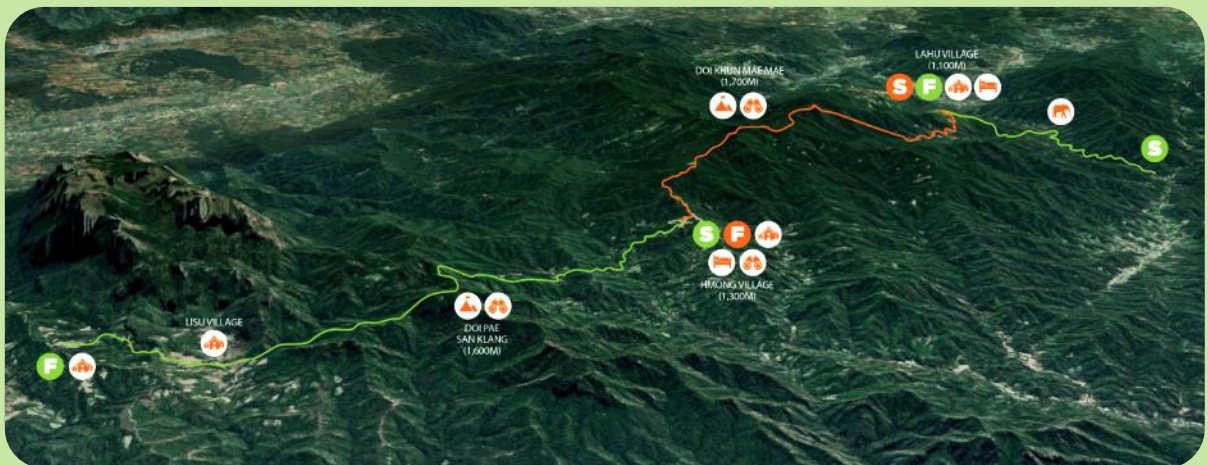 LAHU VILLAGE
(1,100M)
S F
DOI KHUN MAE MAE
(1,700M)
S
S F
HMONG VILLAGE
(1,300M)
DOI PAE
SAN KLANG
(1,600M)
LISU VILLAGE
F